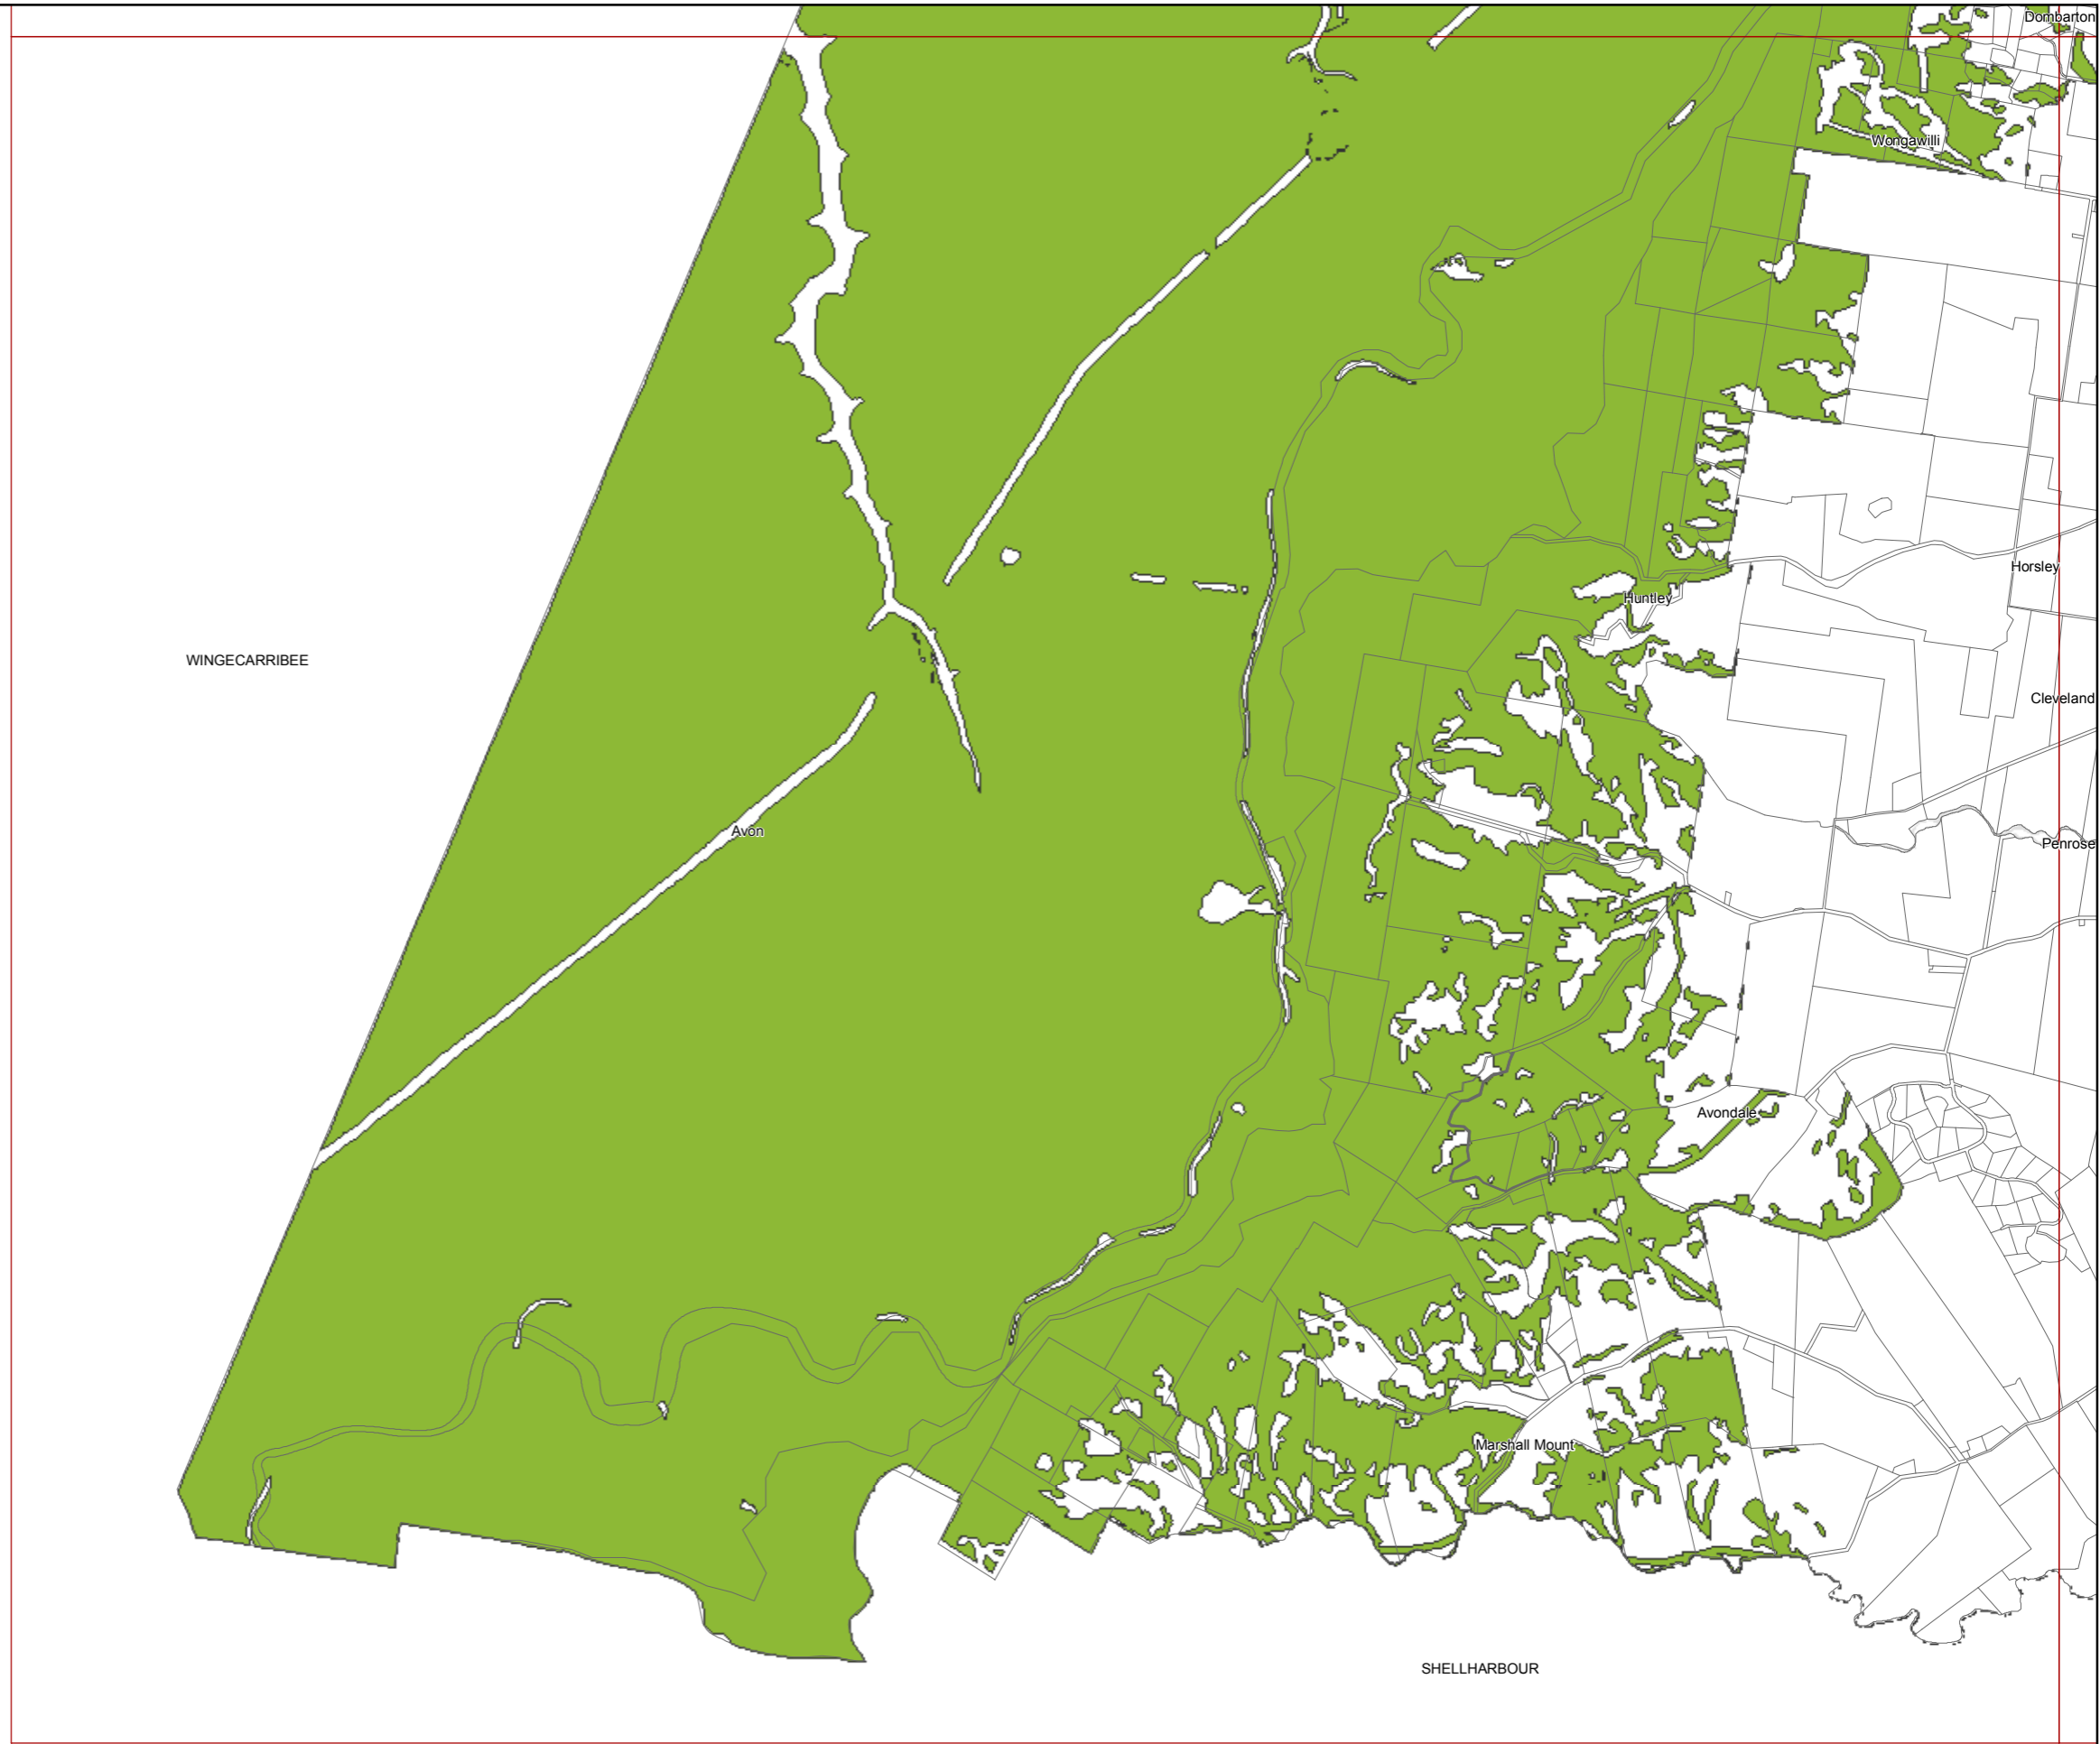 Dombarton
Wongawilli
Horsley
Huntley
WINGECARRIBEE
Cleveland
Avon
Penrose
Avondale
Marshall Mount
SHELLHARBOUR